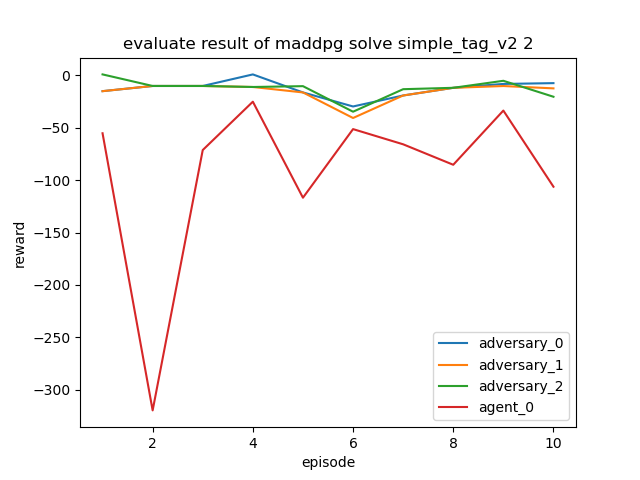 evaluate result of maddpg solve simple_tag_v2 2
reward
0
−50
−100
−150
−200
−250
−300
2
4
6
8
10
episode
adversary_0
adversary_1
adversary_2
agent_0